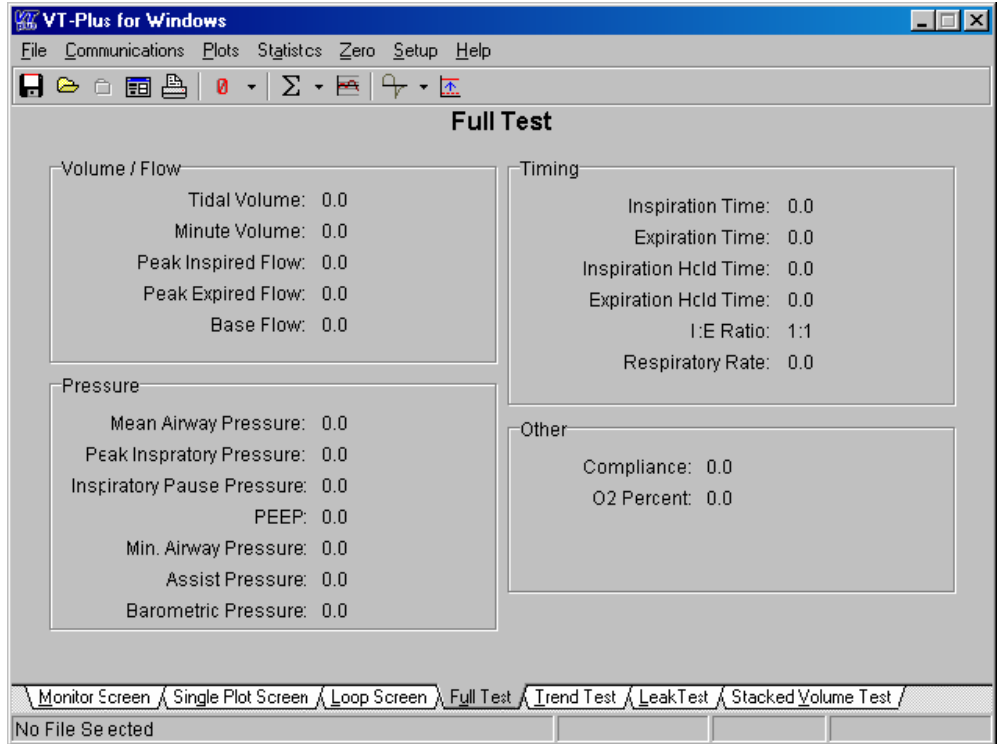 VT-Plus for Windows
File Communications Plots Statistcs Zero Setup Help
Full Test
Volume / Flow
Tidal Volume: 0.0
Minute Volume: 0.0
Peak Inspired Flow: 0.0
Peak Expired Flow: 0.0
Base Flow: 0.0
Pressure
Mean Airway Pressure: 0.0
Peak Inspratory Pressure: 0.0
Inspiratory Pause Pressure: 0.0
PEEP: 0.0
Min. Airway Pressure: 0.0
Assist Pressure: 0.0
Barometric Pressure: 0.0
Timing
Inspiration Time: 0.0
Expiration Time: 0.0
Inspiration Hold Time: 0.0
Expiration Hold Time: 0.0
I:E Ratio: 1:1
Respiratory Rate: 0.0
Other
Compliance: 0.0
O2 Percent: 0.0
Monitor Screen Single Plot Screen Loop Screen Full Test Trend Test LeakTest Stacked Volume Test
No File Se ected